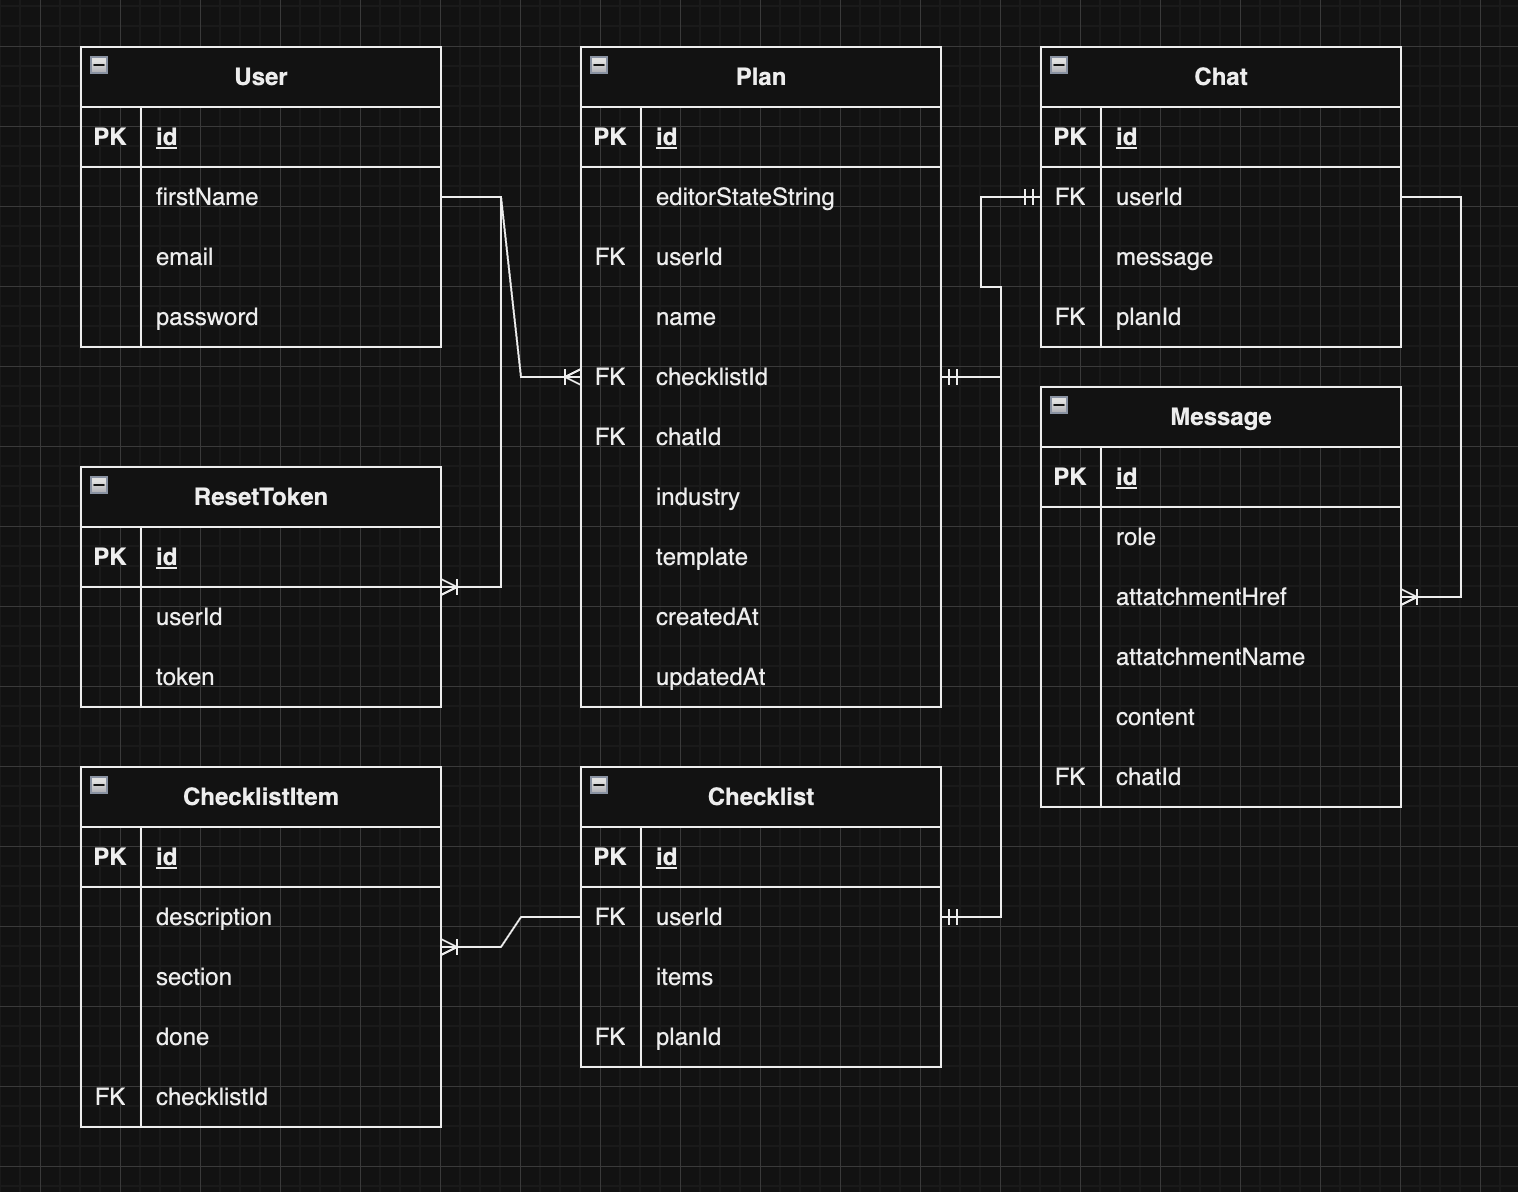 User
PK id
firstName
email
password
Plan
PK id
editorStateString
FK userId
name
FK checklistId
FK chatId
industry
template
createdAt
updatedAt
Chat
PK id
FK userId
message
FK planId
Message
PK id
role
attatchmentHref
attatchmentName
content
FK chatId
ResetToken
PK id
userId
token
ChecklistItem
PK id
description
section
done
FK checklistId
Checklist
PK id
FK userId
items
FK planId